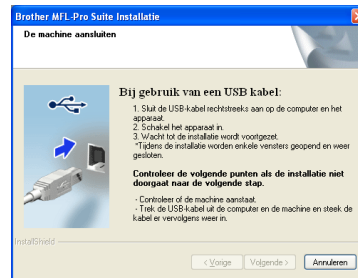 Brother MFL-Pro Suite Installatie
De machine aansluiten
Bij gebruik van een USB kabel:
1. Sluit de USB-kabel rechtstreeks aan op de computer en het
apparaat.
2. Schakel het apparaat in.
3. Wacht tot de installatie wordt voortgezet.
*Tijdens de installatie worden enkele vensters geopend en weer
gesloten.
Controleer de volgende punten als de installatie niet
doorgaat naar de volgende stap.
- Controleer of de machine aanstaat.
- Trek de USB-kabel uit de computer en de machine en steek de
kabel er vervolgens weer in.
InstallShield
< Vorige
Volgende >
Annuleren